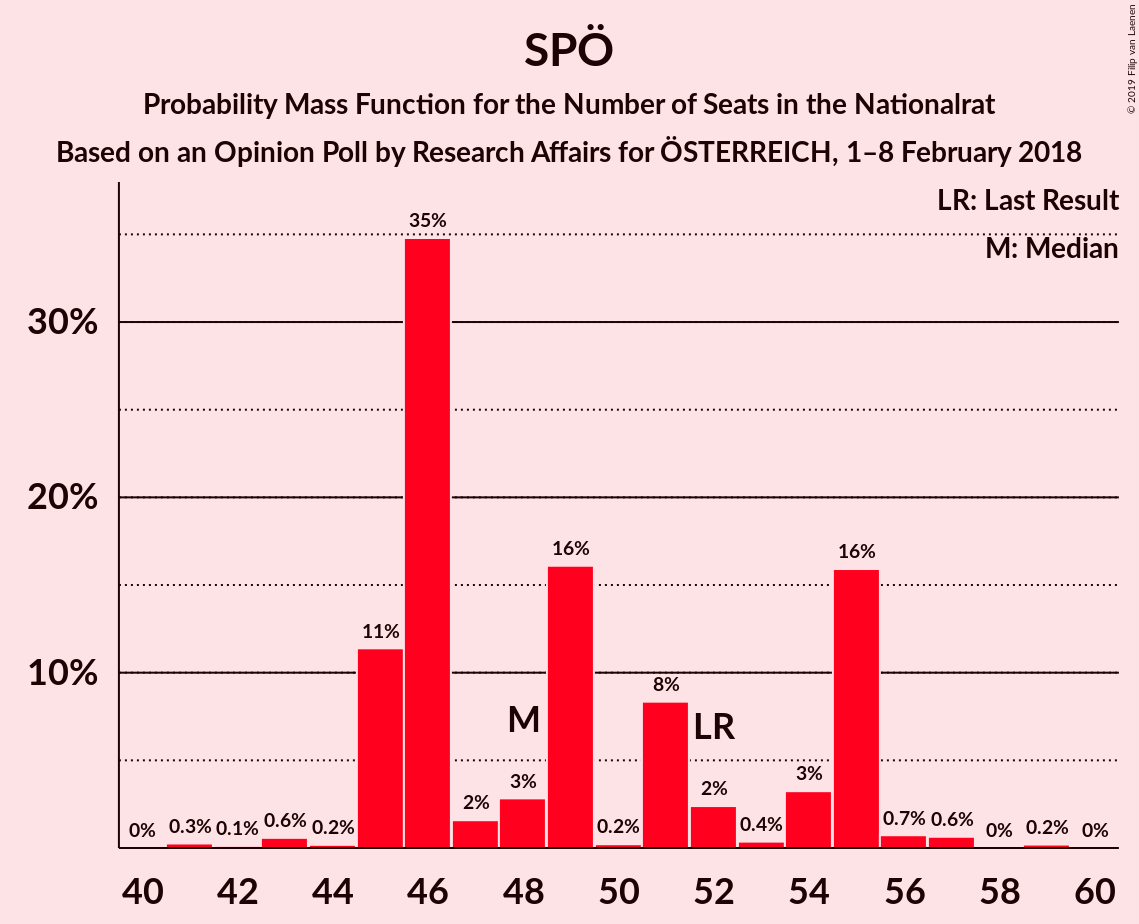 © 2019 Filip van Laenen
SPÖ
Probability Mass Function for the Number of Seats in the Nationalrat
Based on an Opinion Poll by Research Affairs for ÖSTERREICH, 1–8 February 2018
LR: Last Result
M: Median
35%
30%
20%
16%
16%
11%
10%
8%
M
LR
0%
0.3%
0.1%
0.6%
0.2%
2%
3%
0.2%
2%
0.4%
3%
0.7%
0.6%
0%
0.2%
0%
40 42 44 46 48 50 52 54 56 58 60